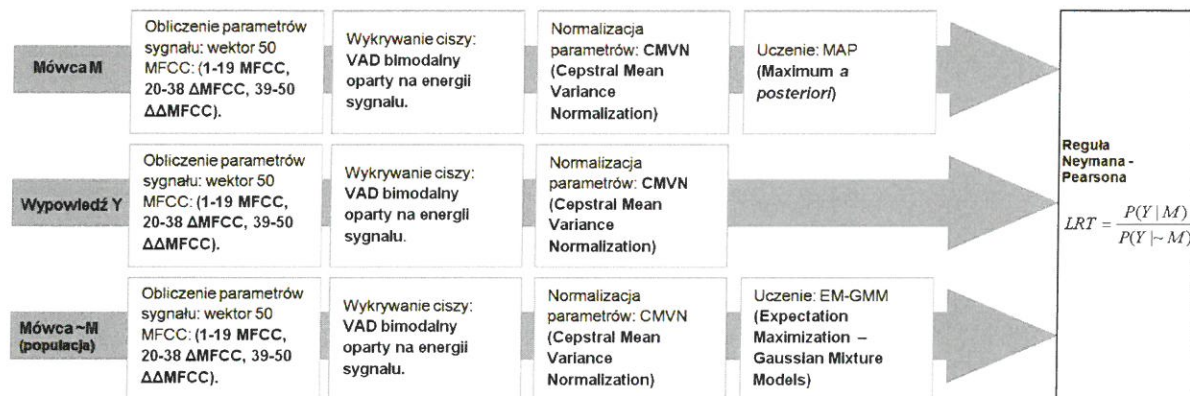 Mówca M
Obliczenie parametrów
sygnału: wektor 50
MFCC: (1-19 MFCC,
20-38 ΔMFCC, 39-50
ΔΔMFCC).
Wykrywanie ciszy:
VAD bimodalny
oparty na energii
sygnału.
Normalizacja
parametrów: CMVN
(Cepstral Mean
Variance
Normalization)
Uczenie: MAP
(Maximum a
posteriori)
Wypowiedź Y
Obliczenie parametrów
sygnału: wektor 50
MFCC: (1-19 MFCC,
20-38 ΔMFCC, 39-50
ΔΔMFCC).
Wykrywanie ciszy:
VAD bimodalny
oparty na energii
sygnału.
Normalizacja
parametrów: CMVN
(Cepstral Mean
Variance
Normalization)
Mówca ~M
(populacja)
Obliczenie parametrów
sygnału: wektor 50
MFCC: (1-19 MFCC,
20-38 ΔMFCC, 39-50
ΔΔMFCC).
Wykrywanie ciszy:
VAD bimodalny
oparty na energii
sygnału.
Normalizacja
parametrów: CMVN
(Cepstral Mean
Variance
Normalization)
Uczenie: EM-GMM
(Expectation
Maximization –
Gaussian Mixture
Models)
Reguła
Neymana -
Pearsona
LRT = P(Y | M) / P(Y |~ M)